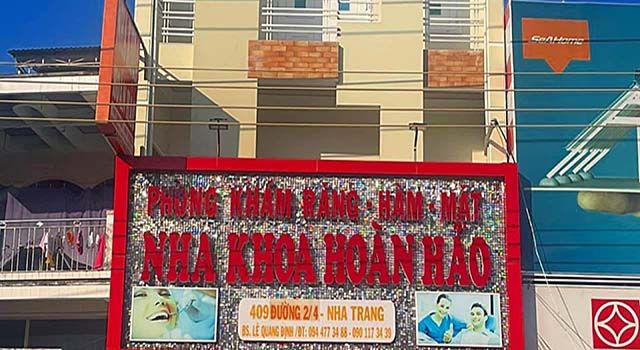 SeAHome
PHÒNG KHÁM RĂNG - HÀM - MẶT
NHA KHOA HOÀN HẢO
409 ĐƯỜNG 2/4 - NHA TRANG
BS. LÊ QUANG ĐỊNH /ĐT: 094 477 34 88 - 090 117 34 39